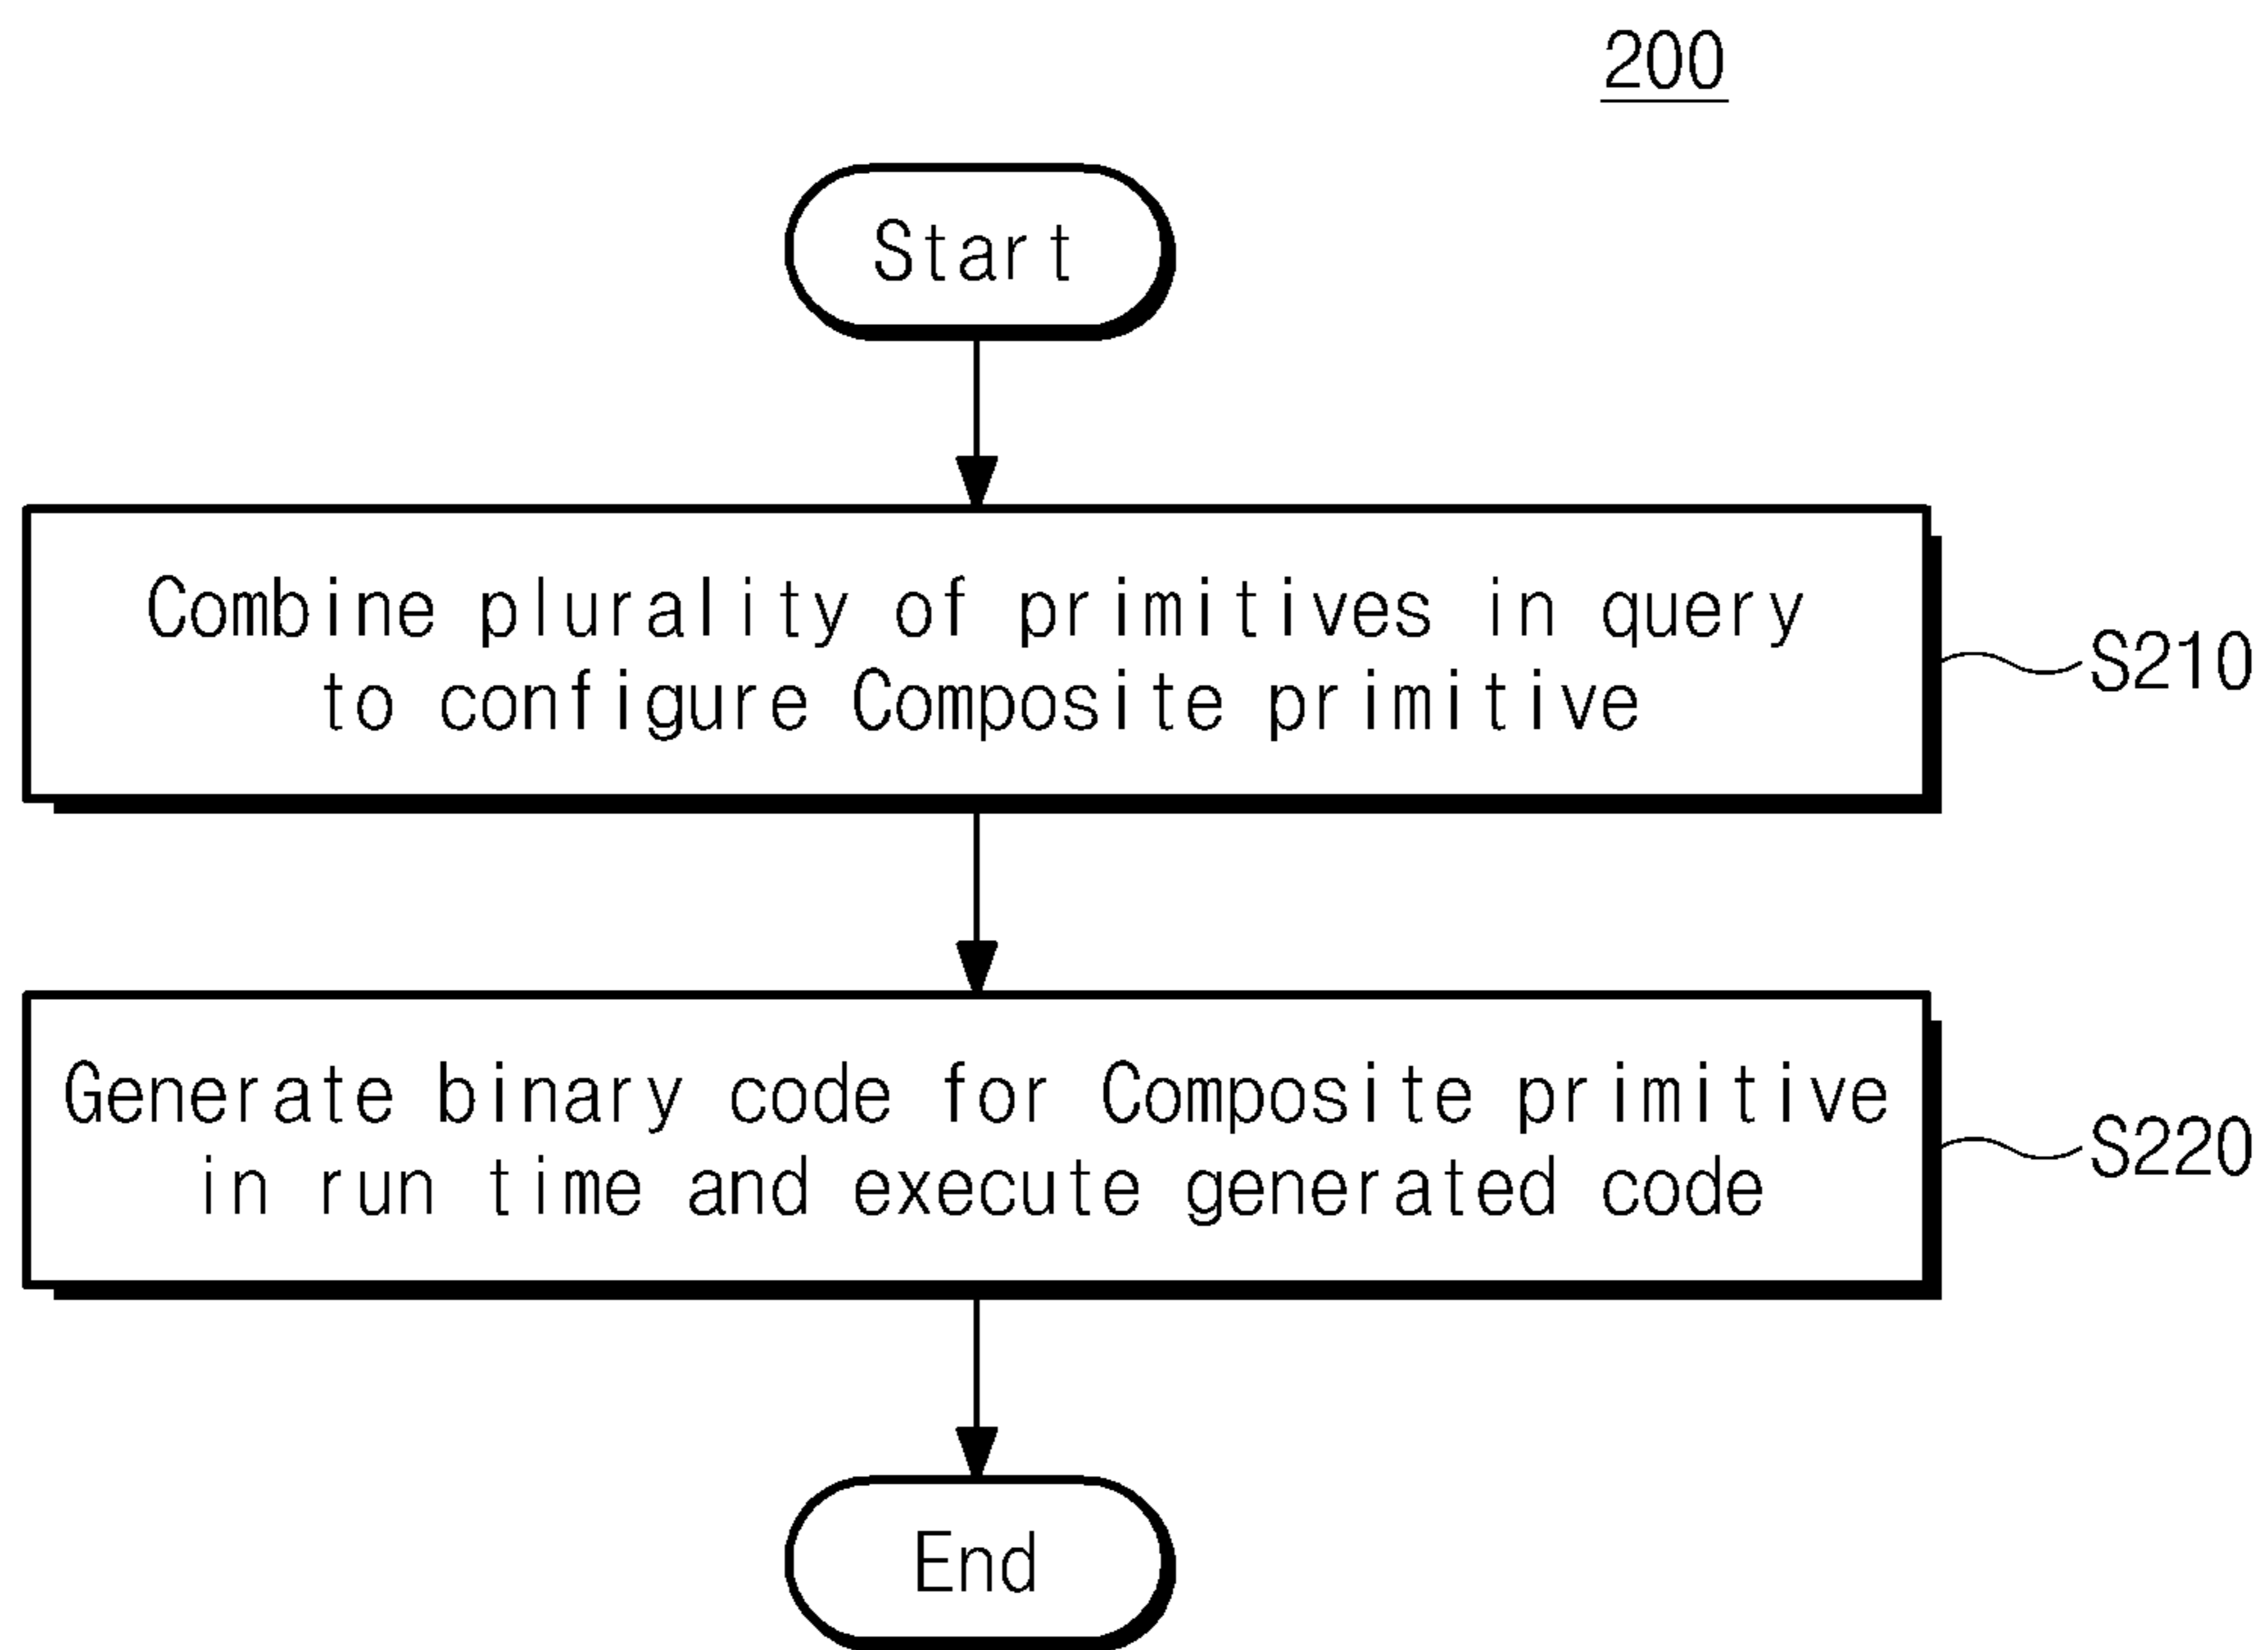 200
Start
Combine plurality of primitives in query
to configure Composite primitive
S210
Generate binary code for Composite primitive
in run time and execute generated code
S220
End